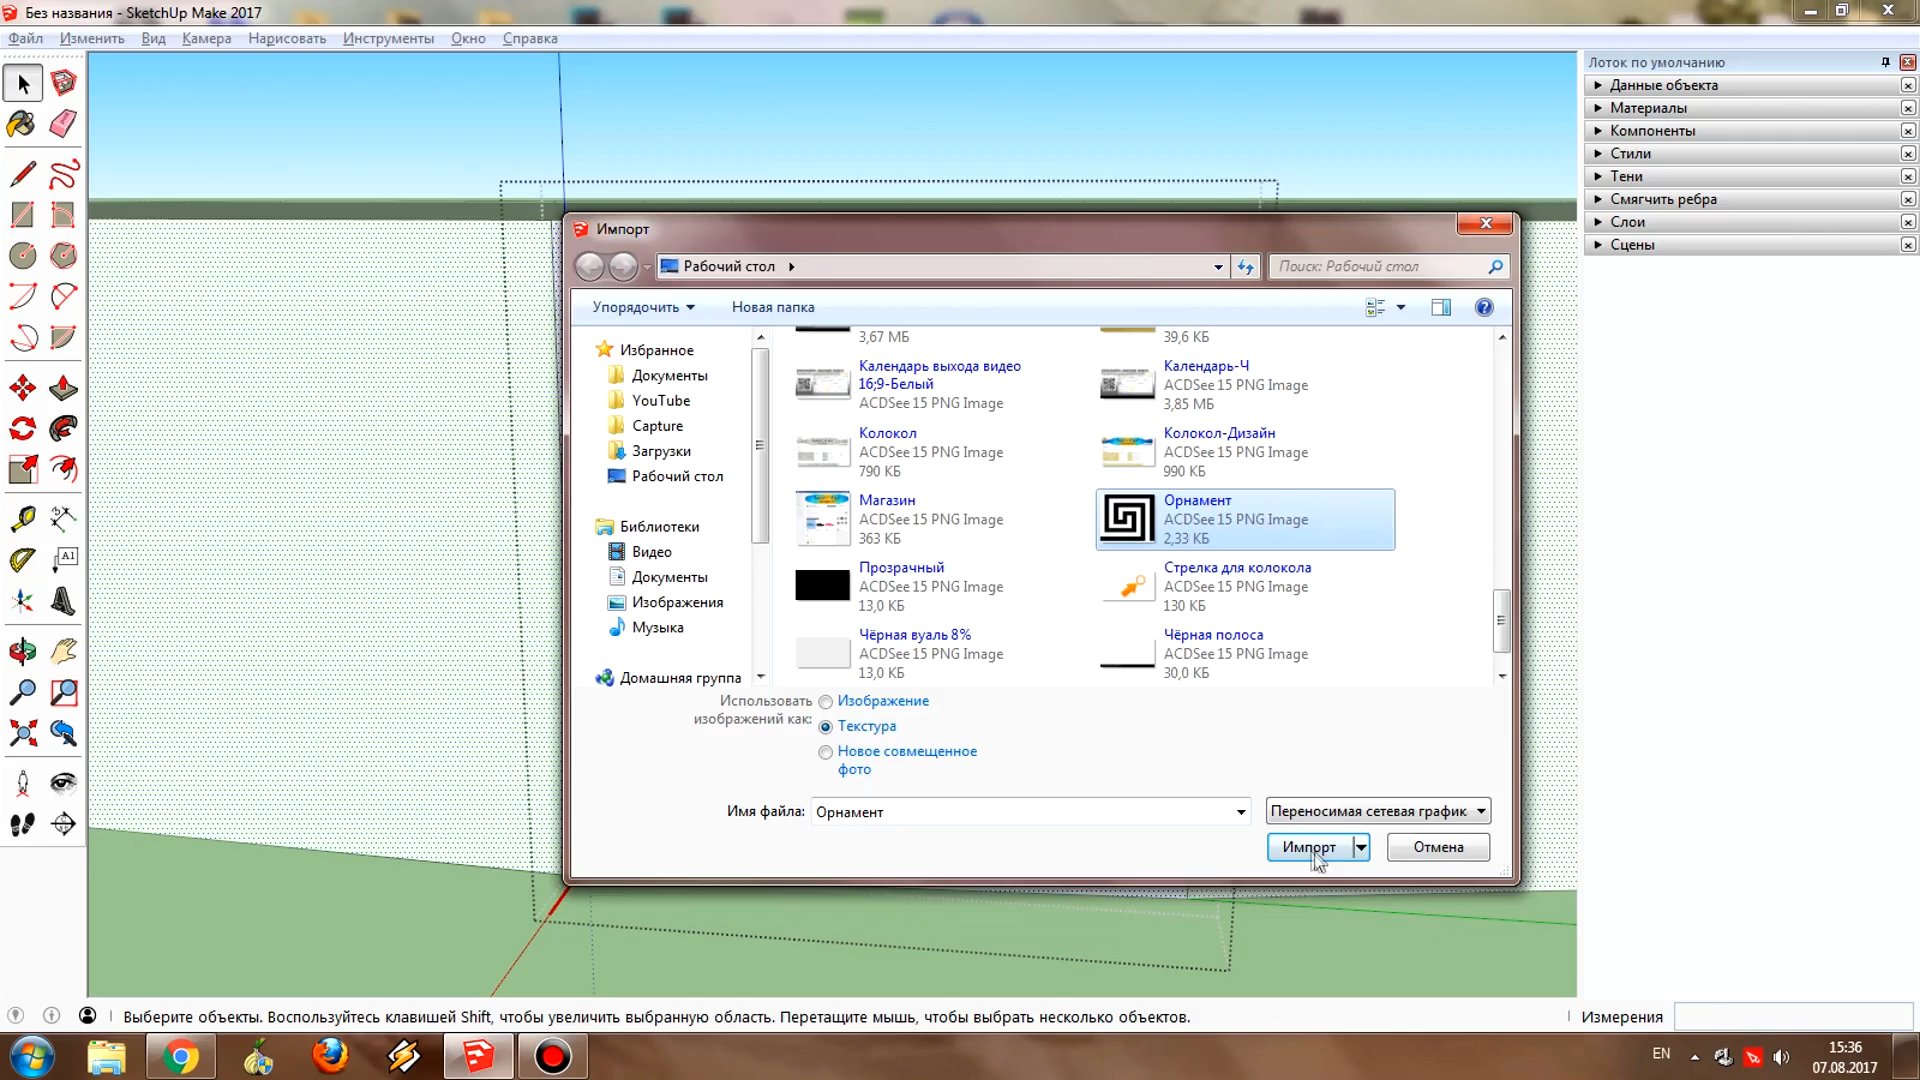 Без названия - SketchUp Make 2017
Файл Изменить Вид Камера Нарисовать Инструменты Окно Справка
Лоток по умолчанию
Данные объекта
Материалы
Компоненты
Стили
Тени
Смягчить ребра
Слои
Сцены
A1
Импорт
Рабочий стол
Поиск: Рабочий стол
Упорядочить
Новая папка
Избранное
Документы
YouTube
Capture
Загрузки
Рабочий стол
Библиотеки
Видео
Документы
Изображения
Музыка
Домашняя группа
3,67 МБ
39,6 КБ
Календарь выхода видео
16;9-Белый
ACDSee 15 PNG Image
Календарь-Ч
ACDSee 15 PNG Image
3,85 МБ
Колокол
ACDSee 15 PNG Image
790 КБ
Колокол-Дизайн
ACDSee 15 PNG Image
990 КБ
Магазин
ACDSee 15 PNG Image
363 КБ
Орнамент
ACDSee 15 PNG Image
2,33 КБ
Прозрачный
ACDSee 15 PNG Image
13,0 КБ
Стрелка для колокола
ACDSee 15 PNG Image
130 КБ
Чёрная вуаль 8%
ACDSee 15 PNG Image
13,0 КБ
Чёрная полоса
ACDSee 15 PNG Image
30,0 КБ
Использовать
изображений как:
Изображение
Текстура
Новое совмещенное
фото
Имя файла:
Орнамент
Переносимая сетевая график
Импорт
Отмена
Выберите объекты. Воспользуйтесь клавишей Shift, чтобы увеличить выбранную область. Перетащите мышь, чтобы выбрать несколько объектов.
Измерения
EN
15:36
07.08.2017